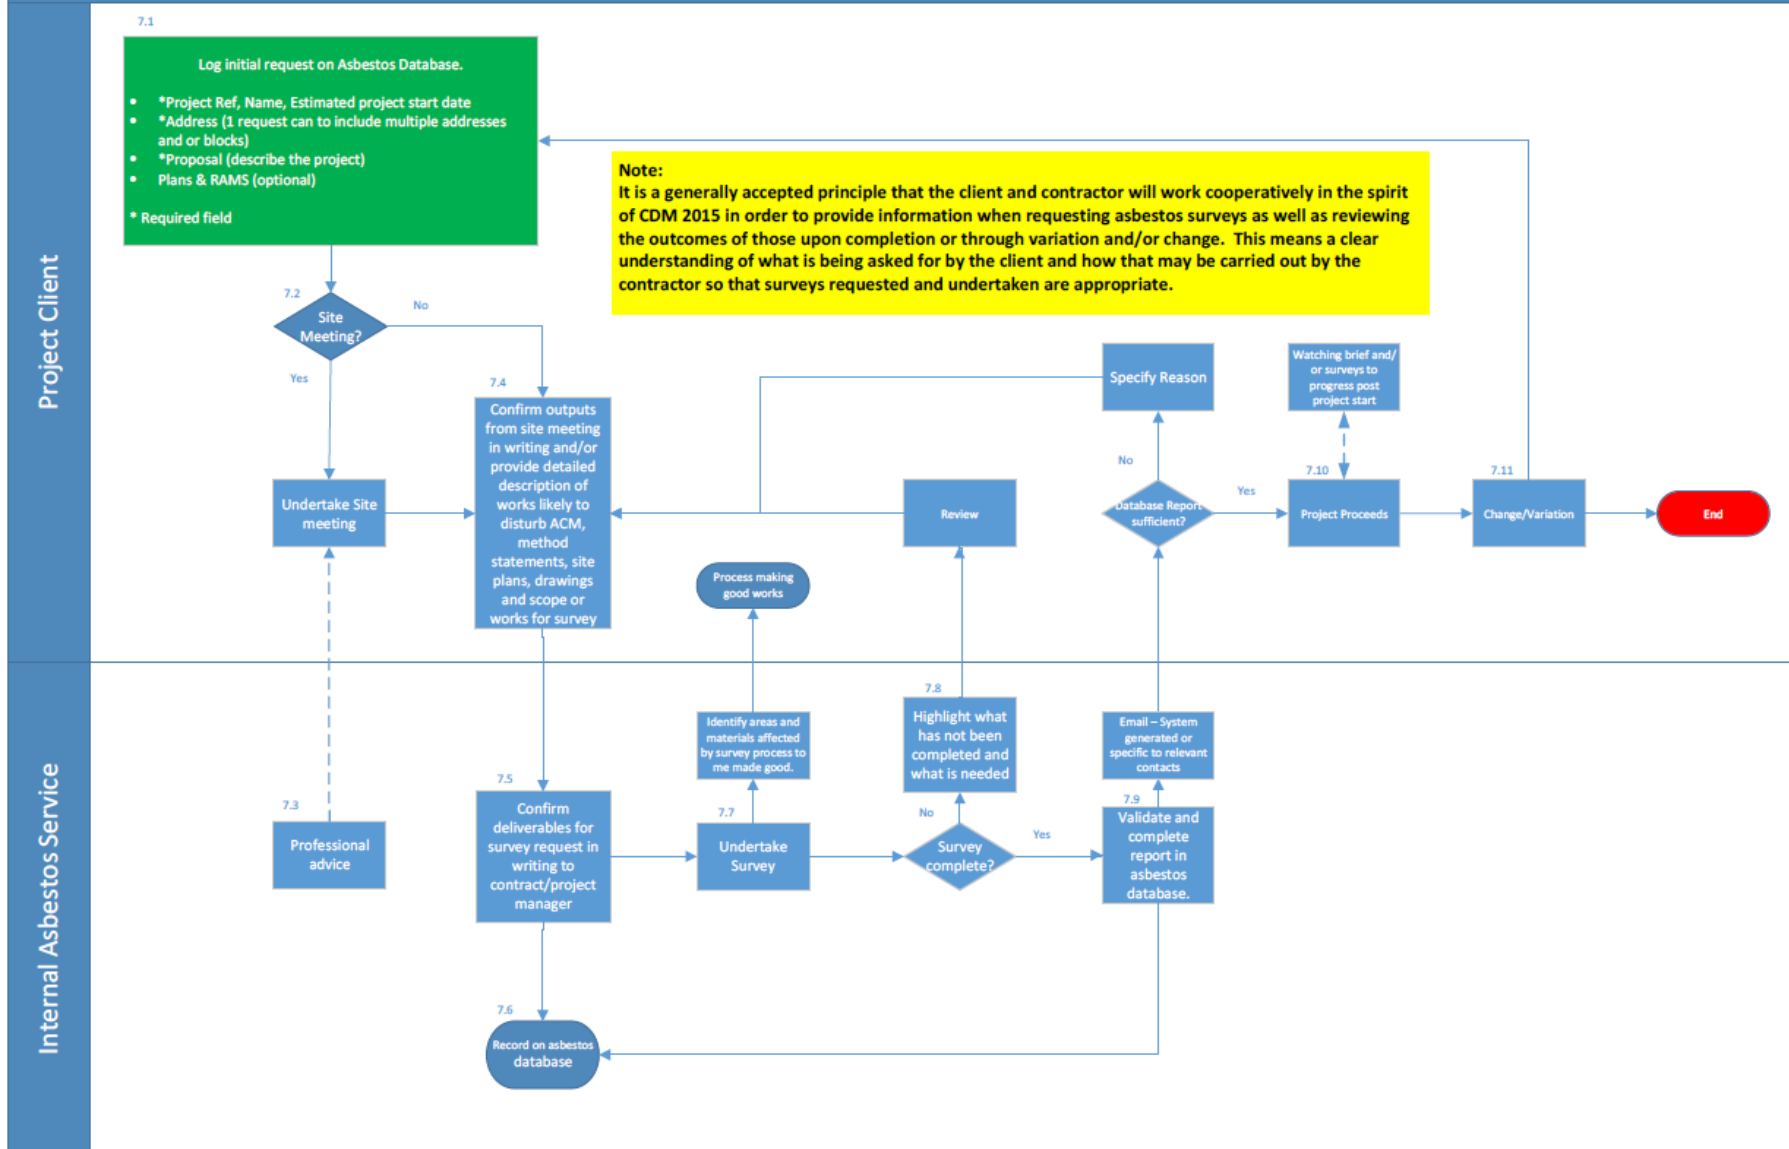 7.1
Log initial request on Asbestos Database.
• *Project Ref, Name, Estimated project start date
• *Address (1 request can to include multiple addresses
and or blocks)
• *Proposal (describe the project)
• Plans & RAMS (optional)
* Required field
Note:
It is a generally accepted principle that the client and contractor will work cooperatively in the spirit
of CDM 2015 in order to provide information when requesting asbestos surveys as well as reviewing
the outcomes of those upon completion or through variation and/or change. This means a clear
understanding of what is being asked for by the client and how that may be carried out by the
contractor so that surveys requested and undertaken are appropriate.
Project Client
7.2
Site
Meeting?
No
Yes
Undertake Site
meeting
7.4
Confirm outputs
from site meeting
in writing and/or
provide detailed
description of
works likely to
disturb ACM,
method
statements, site
plans, drawings
and scope or
works for survey
Process making
good works
Review
Specify Reason
No
Database Report
sufficient?
Yes
Watching brief and/
or surveys to
progress post
project start
7.10
Project Proceeds
7.11
Change/Variation
End
Internal Asbestos Service
7.3
Professional
advice
7.5
Confirm
deliverables for
survey request in
writing to
contract/project
manager
7.6
Record on asbestos
database
Identify areas and
materials affected
by survey process to
me made good.
7.7
Undertake
Survey
7.8
Highlight what
has not been
completed and
what is needed
No
Survey
complete?
Yes
Email – System
generated or
specific to relevant
contacts
7.9
Validate and
complete
report in
asbestos
database.